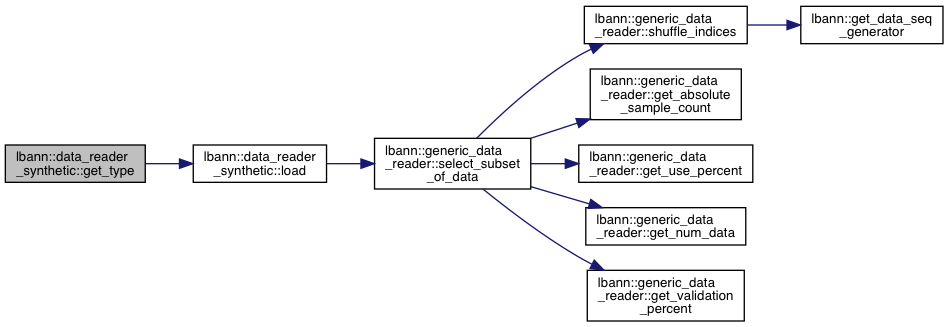 lbann::data_reader
_synthetic::get_type
lbann::data_reader
_synthetic::load
lbann::generic_data
_reader::select_subset
_of_data
lbann::generic_data
_reader::shuffle_indices
lbann::get_data_seq
_generator
lbann::generic_data
_reader::get_absolute
_sample_count
lbann::generic_data
_reader::get_use_percent
lbann::generic_data
_reader::get_num_data
lbann::generic_data
_reader::get_validation
_percent